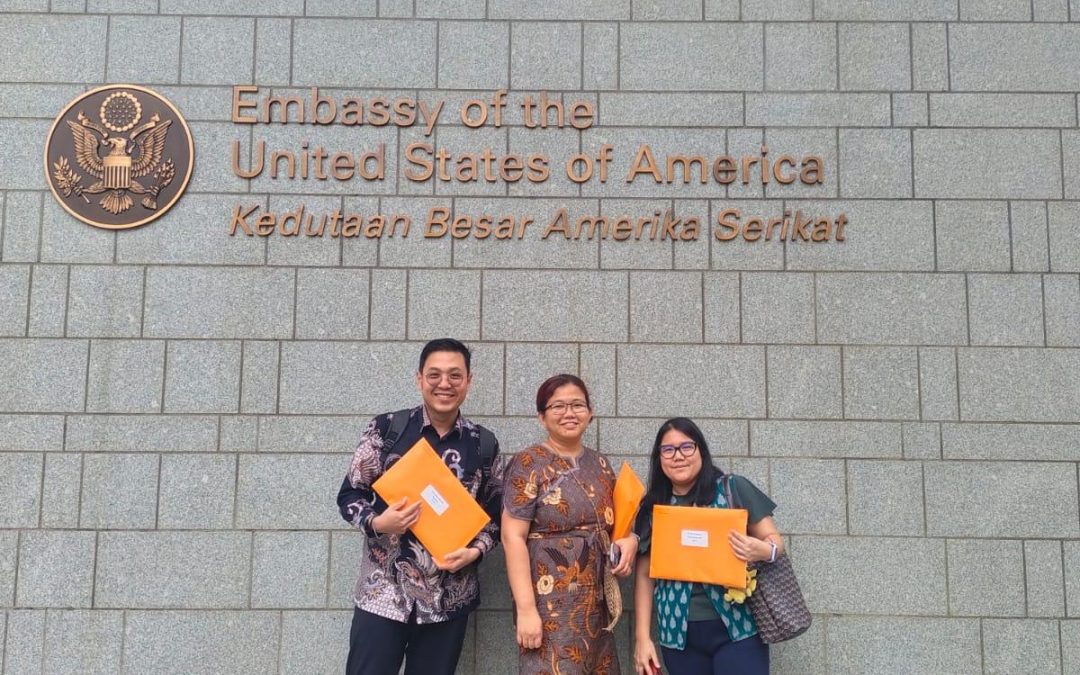 Embassy of the
United States of America
Kedutaan Besar Amerika Serikat